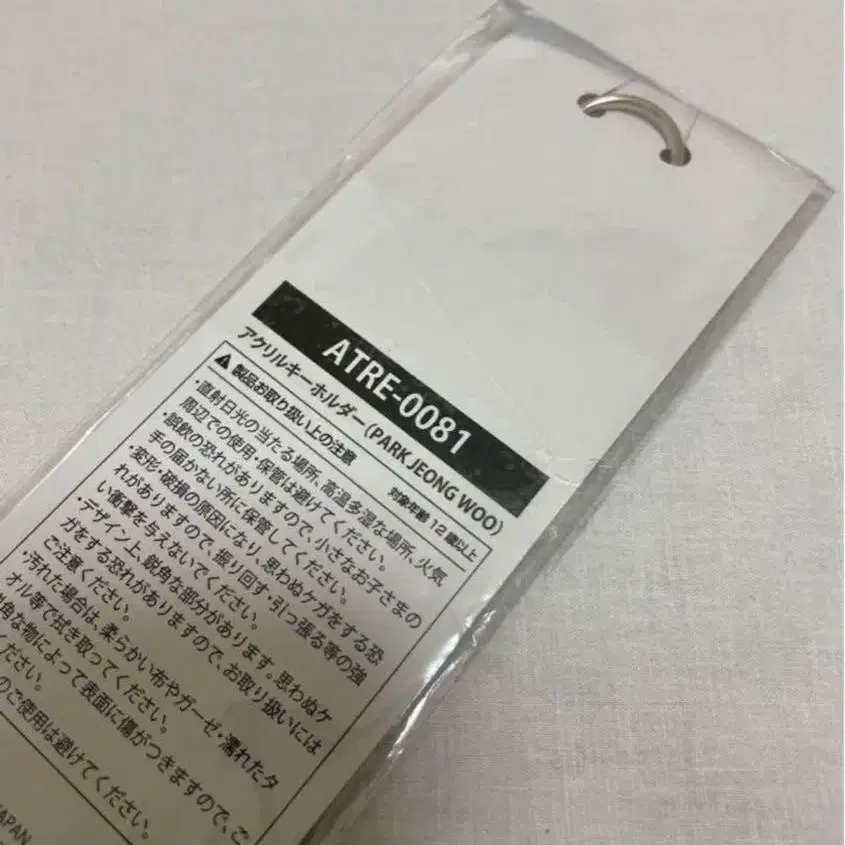 ATRE-0081
アクリルキーホルダー(PARK JEONG WOO)
⚠製品お取り扱い上の注意 対象年齢12歳以上
・直射日光の当たる場所、高温多湿な場所、火気
周辺での使用・保管は避けてください。
・誤飲の恐れがありますので、小さなお子さまの
手の届かない所に保管してください。
・変形・破損の原因になり、思わぬケガをする恐
れがありますので、振り回す・引っ張る等の強
い衝撃を与えないでください。
・デザイン上、鋭角な部分があります。思わぬケ
ガをする恐れがありますので、お取り扱いには
ご注意ください。
・汚れた場合は、柔らかい布やガーゼ・濡れたタ
オル等で拭き取ってください。
角な物によって表面に傷がつきますので、ご
ください。
のご使用は避けてください。
JAPAN